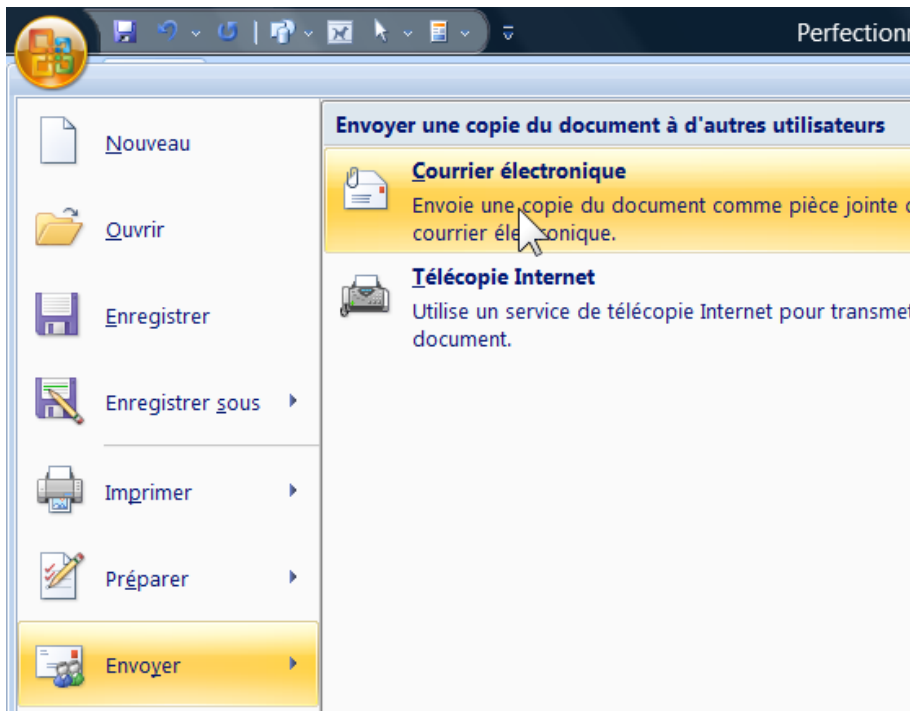 Perfectionn
Nouveau
Ouvrir
Enregistrer
Enregistrer sous
Imprimer
Préparer
Envoyer
Envoyer une copie du document à d'autres utilisateurs
Courrier électronique
Envoie une copie du document comme pièce jointe
courrier électronique.
Télécopie Internet
Utilise un service de télécopie Internet pour transmet
document.